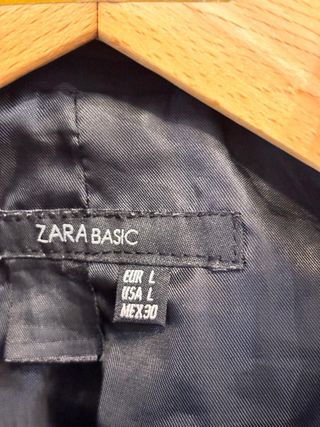 ZARA BASIC
EUR L
USA L
MEX 30